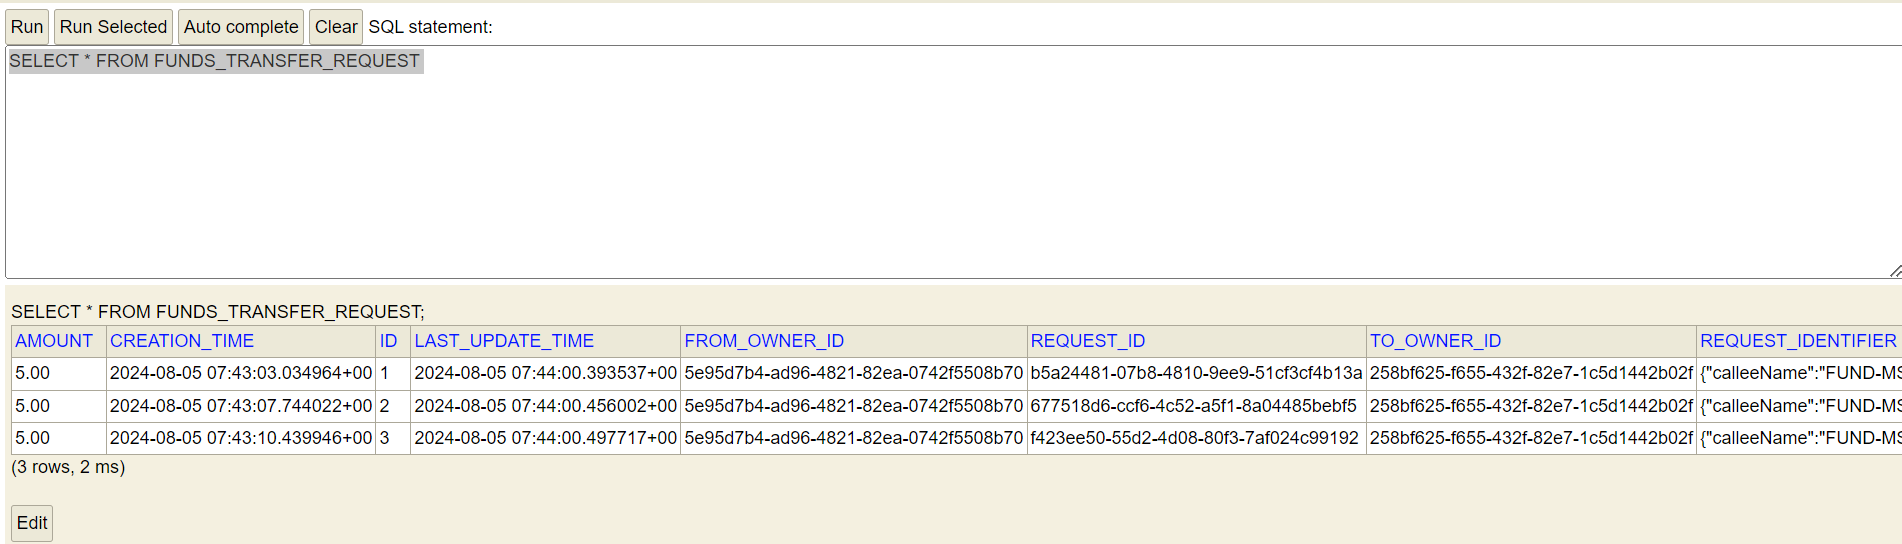 Run Run Selected Auto complete Clear SQL statement:
SELECT * FROM FUNDS_TRANSFER_REQUEST
SELECT * FROM FUNDS_TRANSFER_REQUEST;
AMOUNT CREATION_TIME ID LAST_UPDATE_TIME FROM_OWNER_ID REQUEST_ID TO_OWNER_ID REQUEST_IDENTIFIER
5.00 2024-08-05 07:43:03.034964+00 1 2024-08-05 07:44:00.393537+00 5e95d7b4-ad96-4821-82ea-0742f5508b70 b5a24481-07b8-4810-9ee9-51cf3cf4b13a 258bf625-f655-432f-82e7-1c5d1442b02f {"calleeName":"FUND-MS
5.00 2024-08-05 07:43:07.744022+00 2 2024-08-05 07:44:00.456002+00 5e95d7b4-ad96-4821-82ea-0742f5508b70 677518d6-ccf6-4c52-a5f1-8a04485bebf5 258bf625-f655-432f-82e7-1c5d1442b02f {"calleeName":"FUND-MS
5.00 2024-08-05 07:43:10.439946+00 3 2024-08-05 07:44:00.497717+00 5e95d7b4-ad96-4821-82ea-0742f5508b70 f423ee50-55d2-4d08-80f3-7af024c99192 258bf625-f655-432f-82e7-1c5d1442b02f {"calleeName":"FUND-MS
(3 rows, 2 ms)
Edit